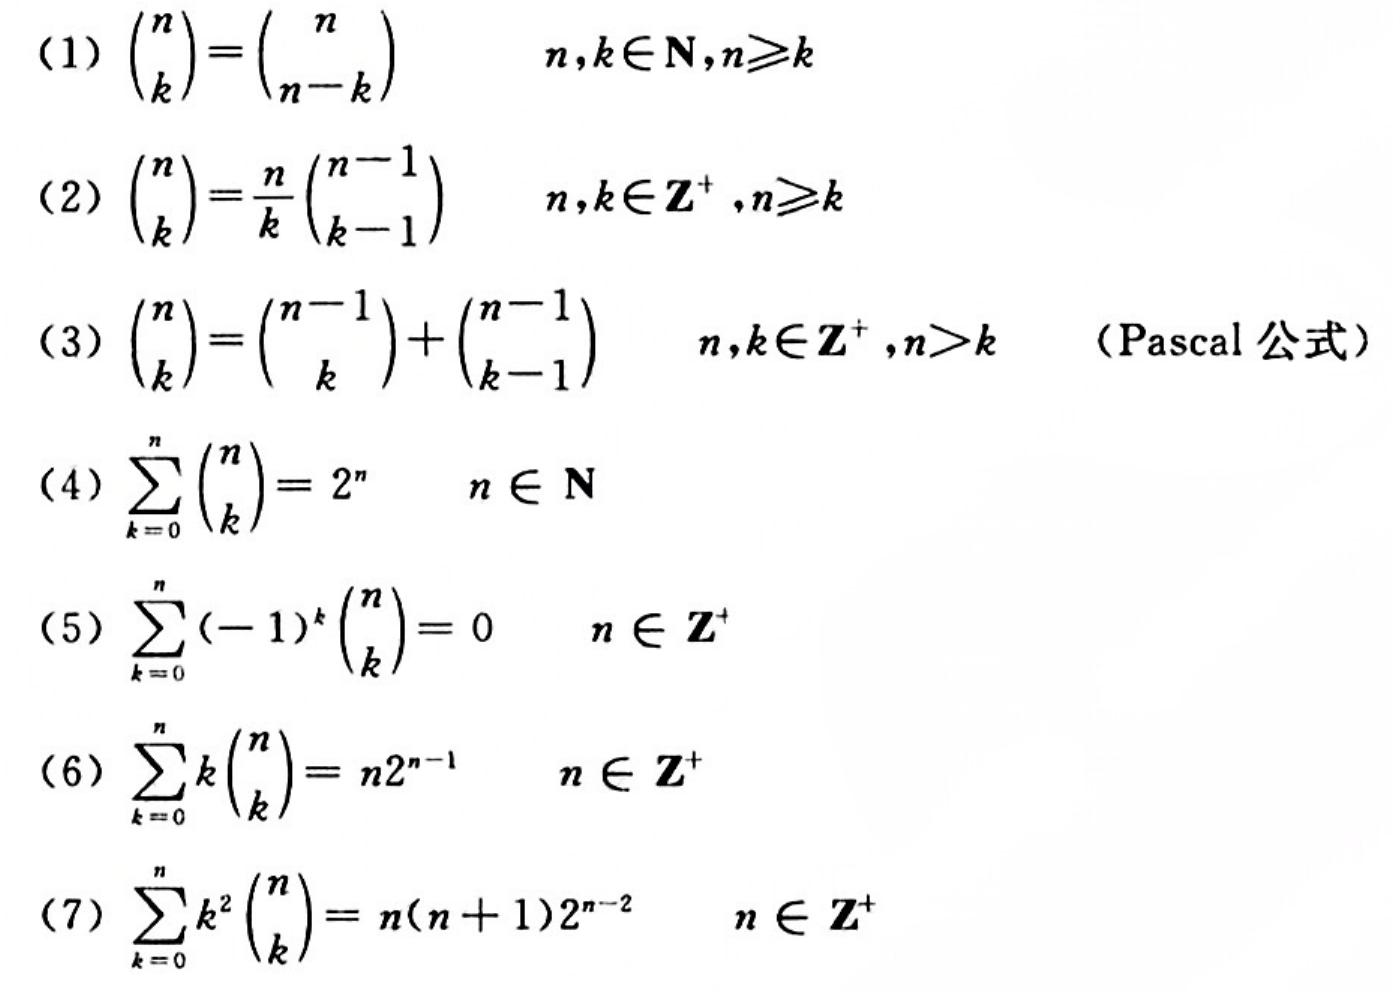 (1) $\binom{n}{k}=\binom{n}{n-k}$ $n,k\in\mathbf{N},n\geqslant k$
(2) $\binom{n}{k}=\frac{n}{k}\binom{n-1}{k-1}$ $n,k\in\mathbf{Z}^+,n\geqslant k$
(3) $\binom{n}{k}=\binom{n-1}{k}+\binom{n-1}{k-1}$ $n,k\in\mathbf{Z}^+,n>k$ (Pascal 公式)
(4) $\sum_{k=0}^{n}\binom{n}{k}=2^n$ $n\in\mathbf{N}$
(5) $\sum_{k=0}^{n}(-1)^k\binom{n}{k}=0$ $n\in\mathbf{Z}^+$
(6) $\sum_{k=0}^{n}k\binom{n}{k}=n2^{n-1}$ $n\in\mathbf{Z}^+$
(7) $\sum_{k=0}^{n}k^2\binom{n}{k}=n(n+1)2^{n-2}$ $n\in\mathbf{Z}^+$